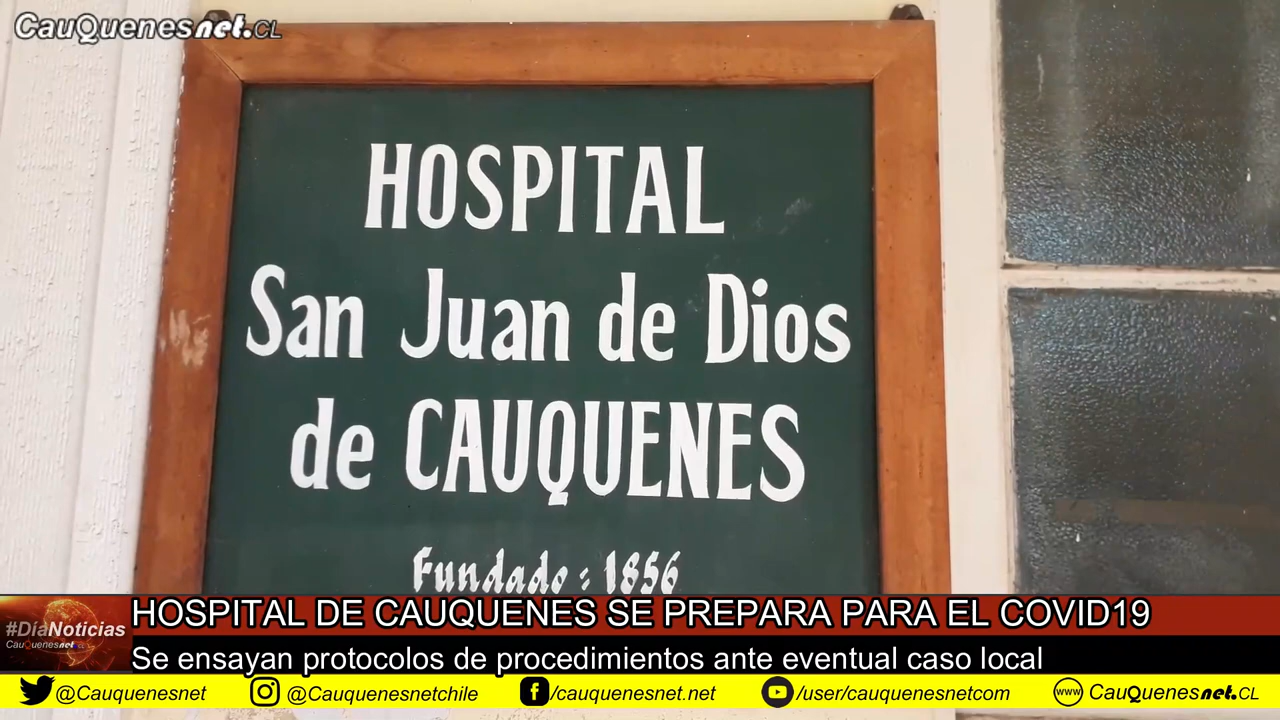 CauQuenesnet.CL
HOSPITAL
San Juan de Dios
de CAUQUENES
Fundado: 1856
HOSPITAL DE CAUQUENES SE PREPARA PARA EL COVID19
#DíaNoticias
CauQuenesnet.CL
Se ensayan protocolos de procedimientos ante eventual caso local
@Cauquenesnet @Cauquenesnetchile /cauquenesnet.net /user/cauquenesnetcom www CauQuenesnet.CL